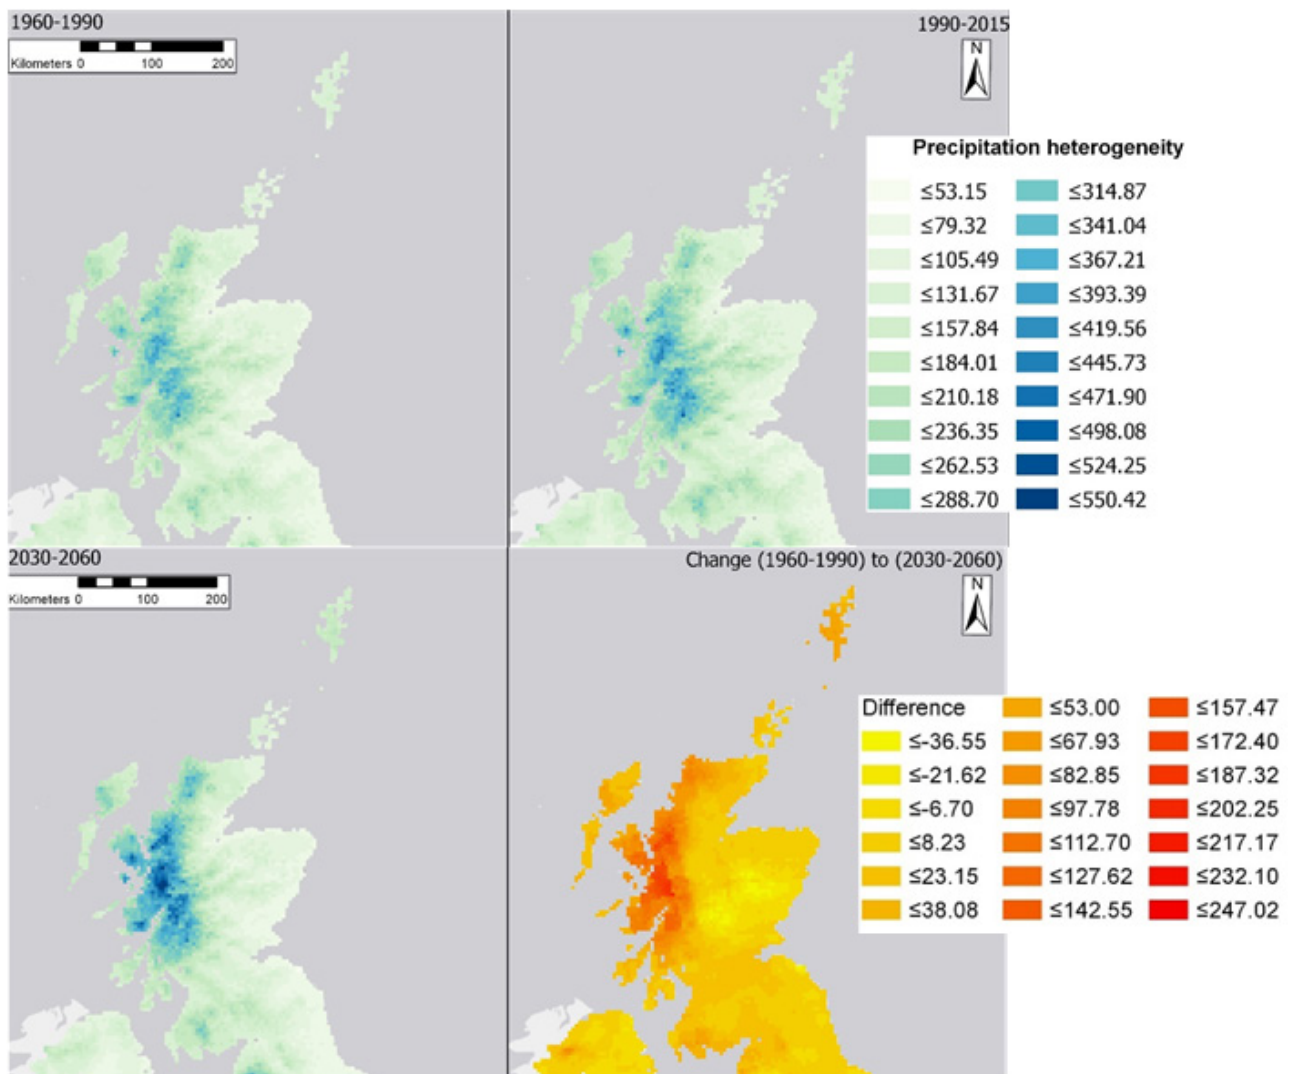 1960-1990
1990-2015
Kilometers 0 100 200
N
Precipitation heterogeneity
≤53.15 ≤314.87
≤79.32 ≤341.04
≤105.49 ≤367.21
≤131.67 ≤393.39
≤157.84 ≤419.56
≤184.01 ≤445.73
≤210.18 ≤471.90
≤236.35 ≤498.08
≤262.53 ≤524.25
≤288.70 ≤550.42
2030-2060
Change (1960-1990) to (2030-2060)
Kilometers 0 100 200
N
Difference ≤53.00 ≤157.47
≤-36.55 ≤67.93 ≤172.40
≤-21.62 ≤82.85 ≤187.32
≤-6.70 ≤97.78 ≤202.25
≤8.23 ≤112.70 ≤217.17
≤23.15 ≤127.62 ≤232.10
≤38.08 ≤142.55 ≤247.02